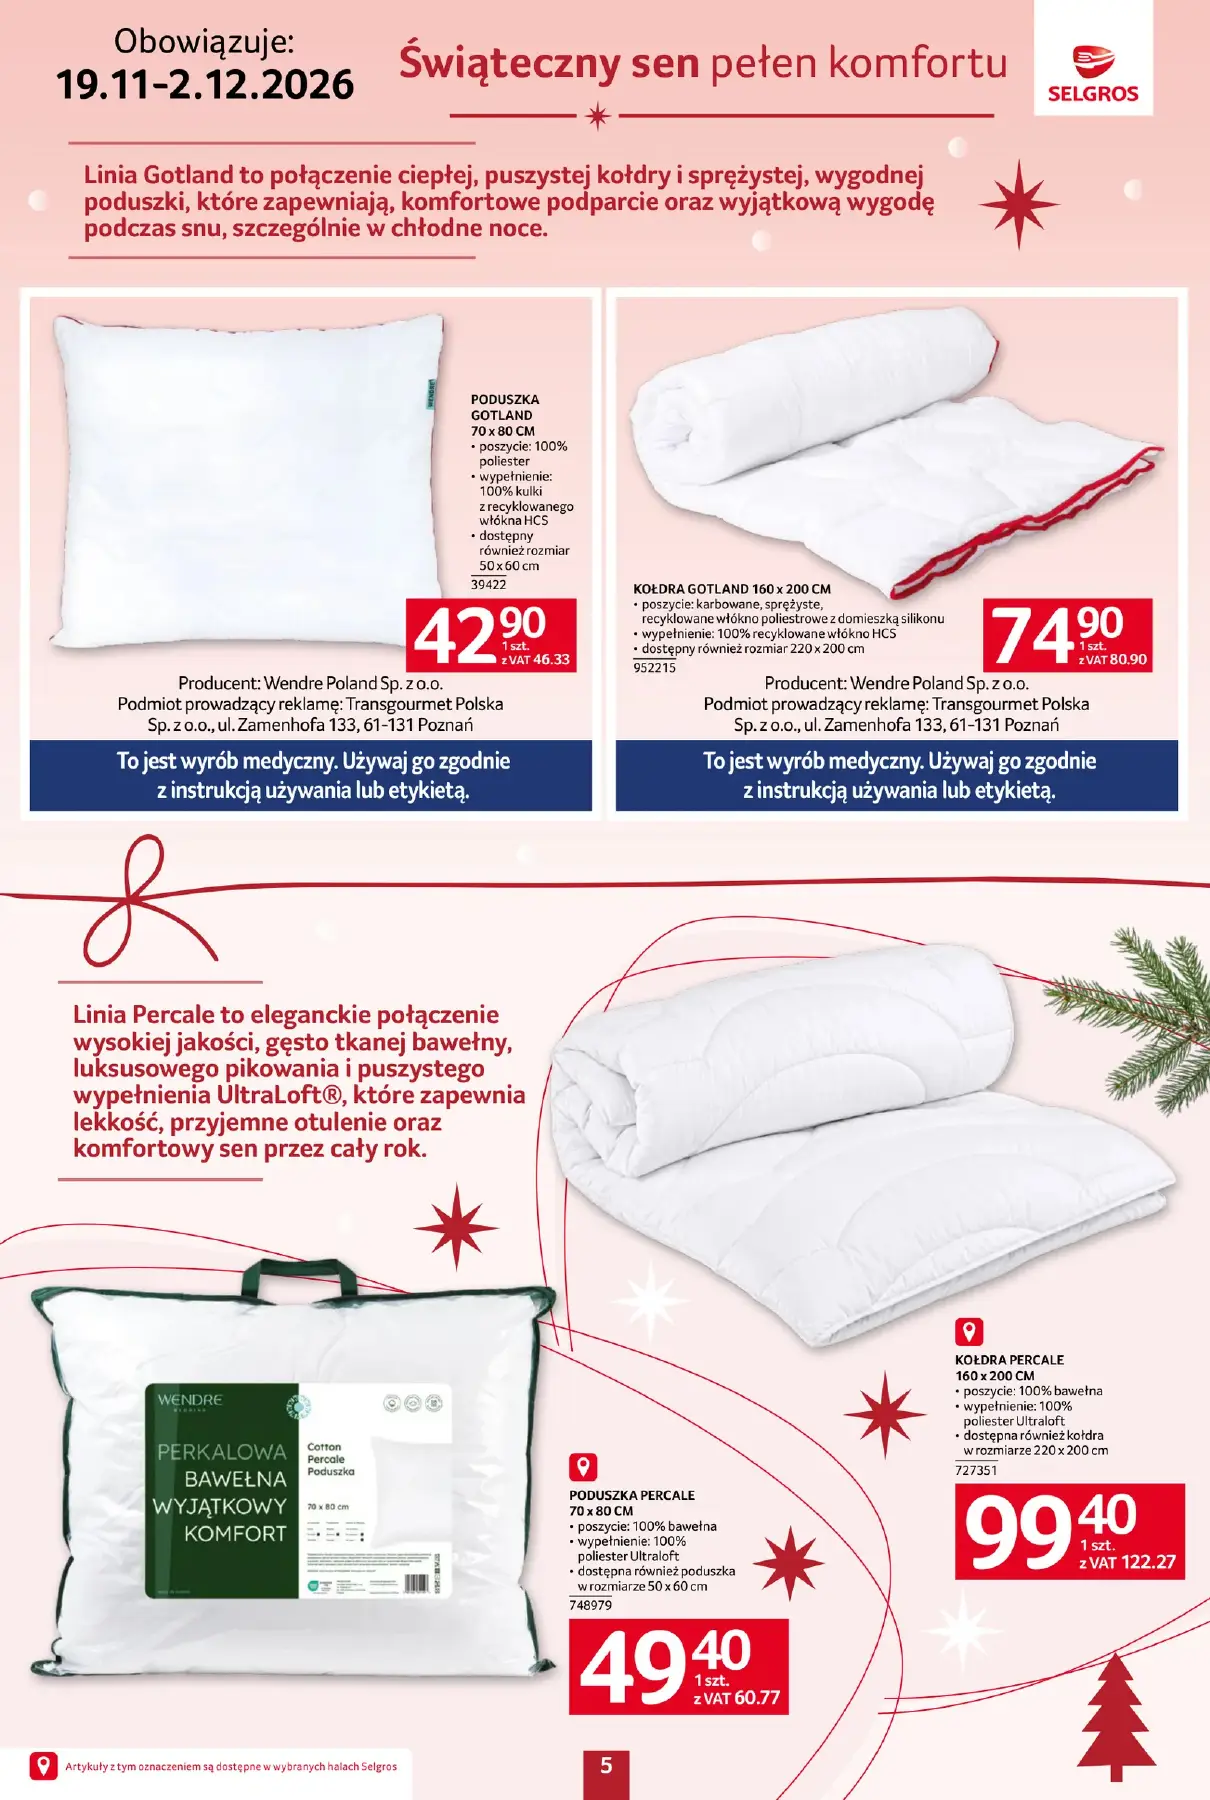 Obowiązuje:
19.11-2.12.2026
Świąteczny sen pełen komfortu
SELGROS
Linia Gotland to połączenie ciepłej, puszystej kołdry i sprężystej, wygodnej
poduszki, które zapewniają, komfortowe podparcie oraz wyjątkową wygodę
podczas snu, szczególnie w chłodne noce.
WENDRE
PODUSZKA
GOTLAND
70 x 80 CM
• poszycie: 100%
poliester
• wypełnienie:
100% kulki
z recyklowanego
włókna HCS
• dostępny
również rozmiar
50 x 60 cm
39422
42 90
1 szt.
z VAT 46.33
Producent: Wendre Poland Sp. z o.o.
Podmiot prowadzący reklamę: Transgourmet Polska
Sp. z o.o., ul. Zamenhofa 133, 61-131 Poznań
To jest wyrób medyczny. Używaj go zgodnie
z instrukcją używania lub etykietą.
KOŁDRA GOTLAND 160 x 200 CM
• poszycie: karbowane, sprężyste,
recyklowane włókno poliestrowe z domieszką silikonu
• wypełnienie: 100% recyklowane włókno HCS
• dostępny również rozmiar 220 x 200 cm
952215
74 90
1 szt.
z VAT 80.90
Producent: Wendre Poland Sp. z o.o.
Podmiot prowadzący reklamę: Transgourmet Polska
Sp. z o.o., ul. Zamenhofa 133, 61-131 Poznań
To jest wyrób medyczny. Używaj go zgodnie
z instrukcją używania lub etykietą.
Linia Percale to eleganckie połączenie
wysokiej jakości, gęsto tkanej bawełny,
luksusowego pikowania i puszystego
wypełnienia UltraLoft®, które zapewnia
lekkość, przyjemne otulenie oraz
komfortowy sen przez cały rok.
WENDRE
PERKALOWA
BAWEŁNA
WYJĄTKOWY
KOMFORT
Cotton
Percale
Poduszka
70 x 80 cm
KOŁDRA PERCALE
160 x 200 CM
• poszycie: 100% bawełna
• wypełnienie: 100%
poliester Ultraloft
• dostępna również kołdra
w rozmiarze 220 x 200 cm
727351
99 40
1 szt.
z VAT 122.27
PODUSZKA PERCALE
70 x 80 CM
• poszycie: 100% bawełna
• wypełnienie: 100%
poliester Ultraloft
• dostępna również poduszka
w rozmiarze 50 x 60 cm
748979
49 40
1 szt.
z VAT 60.77
Artykuły z tym oznaczeniem są dostępne w wybranych halach Selgros
5